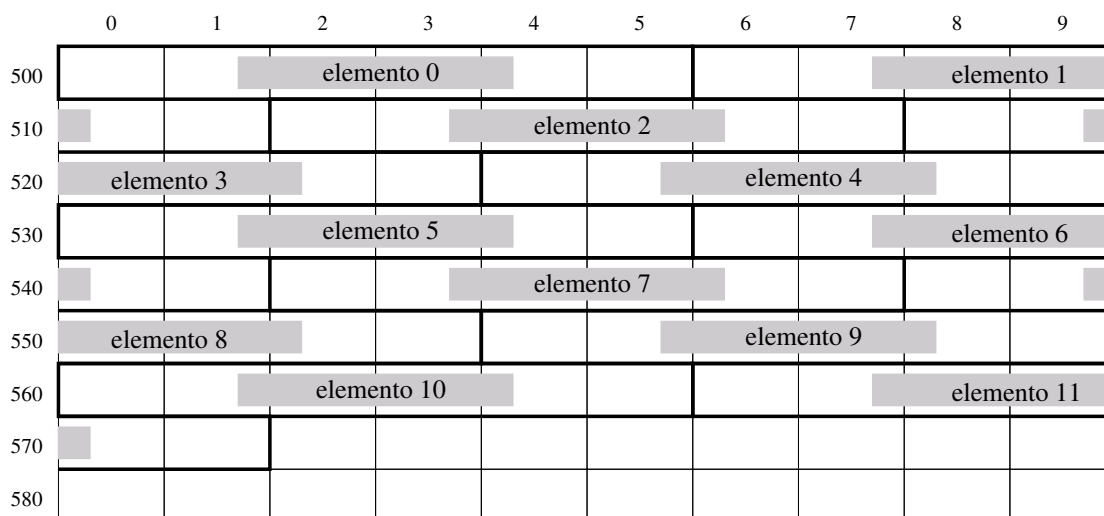 0 1 2 3 4 5 6 7 8 9
500 elemento 0 elemento 1
510 elemento 2
520 elemento 3 elemento 4
530 elemento 5 elemento 6
540 elemento 7
550 elemento 8 elemento 9
560 elemento 10 elemento 11
570
580